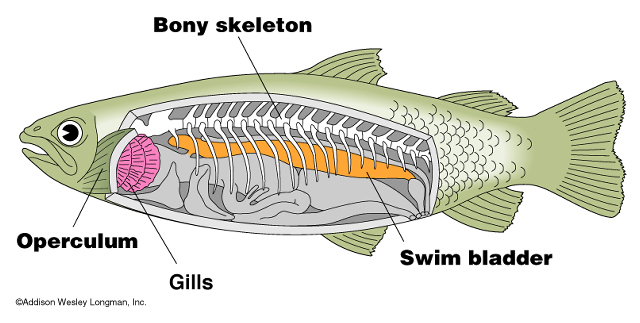 Bony skeleton
Operculum
Swim bladder
Gills
©Addison Wesley Longman, Inc.